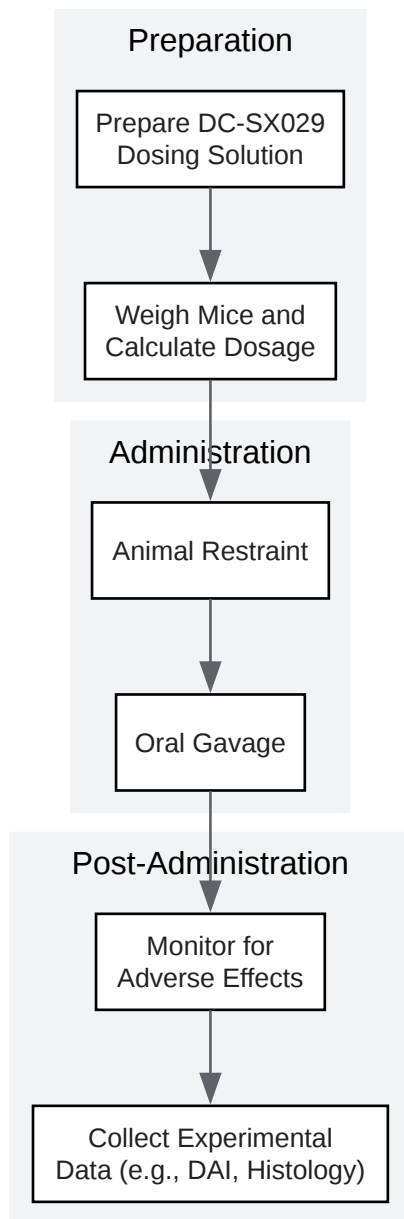 Preparation
Prepare DC-SX029
Dosing Solution
Weigh Mice and
Calculate Dosage
Administration
Animal Restraint
Oral Gavage
Post-Administration
Monitor for
Adverse Effects
Collect Experimental
Data (e.g., DAI, Histology)